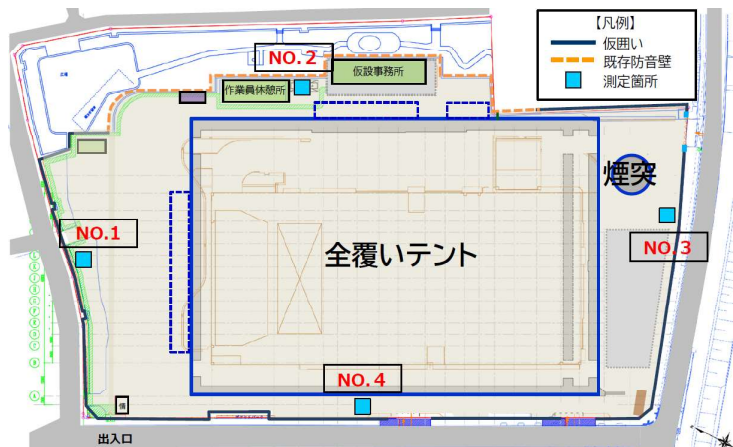 【凡例】
仮囲い
既存防音壁
測定箇所
NO.2
仮設事務所
作業員休憩所
煙突
NO.1
NO.3
全覆いテント
NO.4
情
出入口